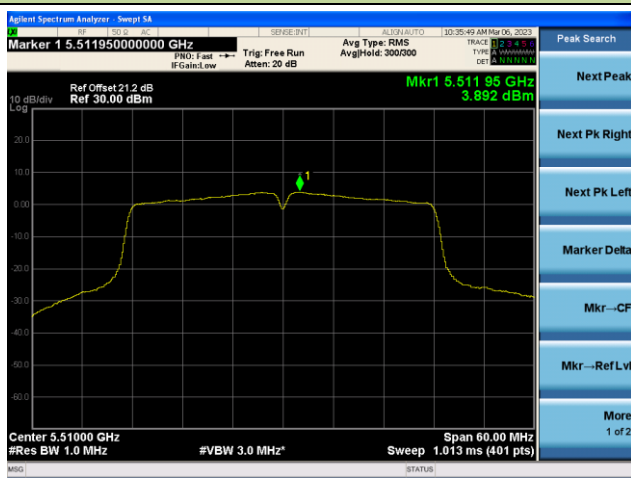 Agilent Spectrum Analyzer - Swept SA
RF 50 Ω AC SENSE:INT ALIGN AUTO 10:35:49 AM Mar 06, 2023
Marker 1 5.511950000000 GHz
PNO: Fast
IFGain:Low
Trig: Free Run
Atten: 20 dB
Avg Type: RMS
Avg|Hold: 300/300
TRACE 1 2 3 4 5 6
TYPE A
DET A N N N N N
Peak Search
Mkr1 5.511 95 GHz
3.892 dBm
Ref Offset 21.2 dB
Ref 30.00 dBm
10 dB/div
Log
20.0
10.0
0.00
-10.0
-20.0
-30.0
-40.0
-50.0
-60.0
1
Next Peak
Next Pk Right
Next Pk Left
Marker Delta
Mkr→CF
Mkr→Ref Lvl
More
1 of 2
Center 5.51000 GHz
Span 60.00 MHz
#Res BW 1.0 MHz
#VBW 3.0 MHz*
Sweep 1.013 ms (401 pts)
MSG
STATUS